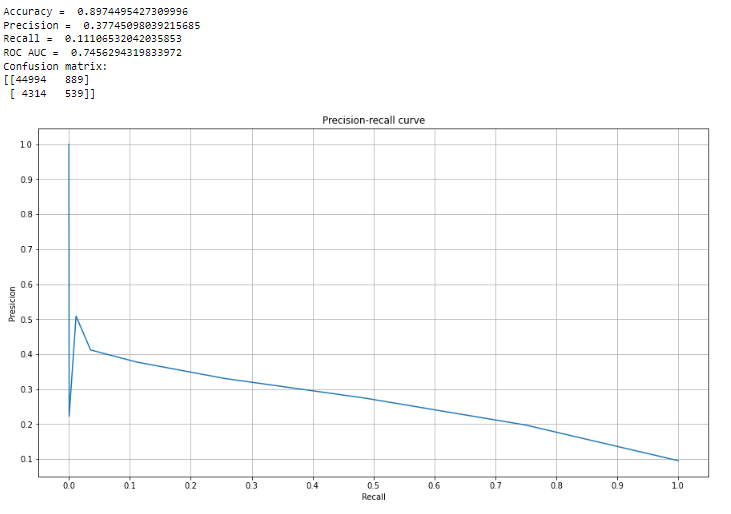 Accuracy =  0.8974495427309996
Precision =  0.37745098039215685
Recall =  0.11106532042035853
ROC AUC =  0.7456294319833972
Confusion matrix:
[[44994   889]
 [ 4314   539]]
Precision-recall curve
1.0
0.9
0.8
0.7
0.6
0.5
0.4
0.3
0.2
0.1
Presicion
0.0 0.1 0.2 0.3 0.4 0.5 0.6 0.7 0.8 0.9 1.0
Recall